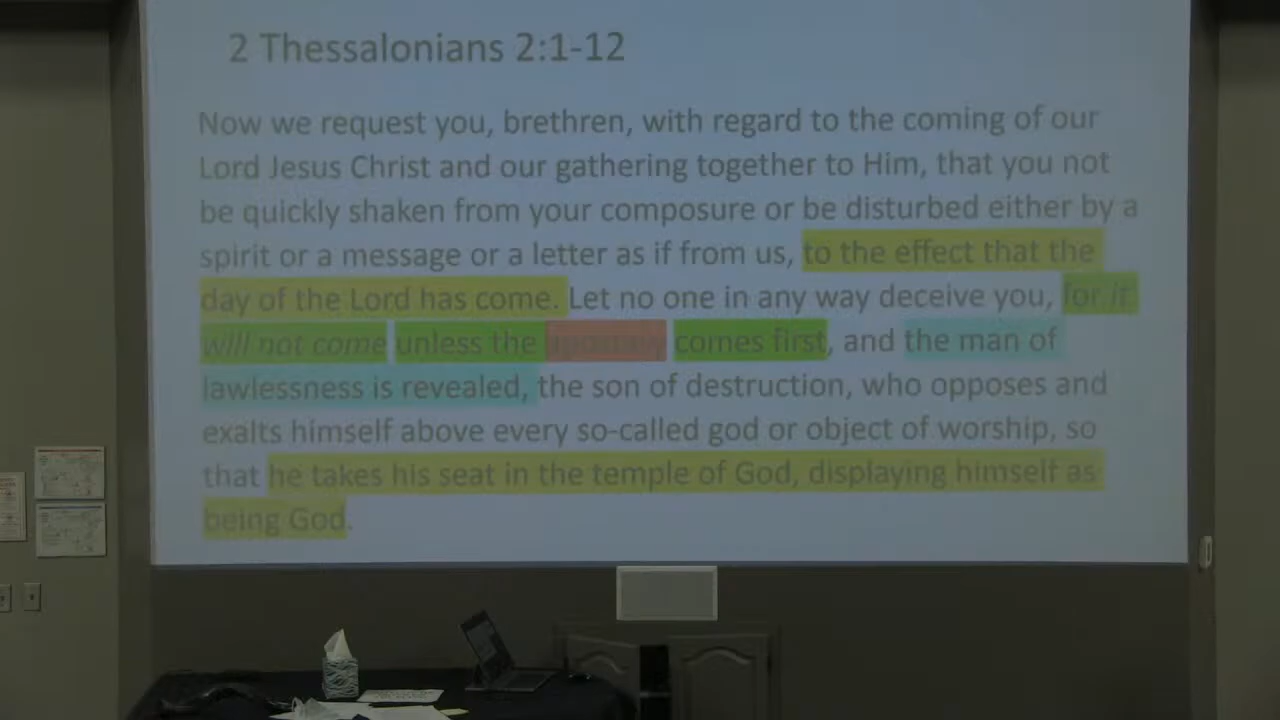 2 Thessalonians 2:1-12
Now we request you, brethren, with regard to the coming of our
Lord Jesus Christ and our gathering together to Him, that you not
be quickly shaken from your composure or be disturbed either by a
spirit or a message or a letter as if from us, to the effect that the
day of the Lord has come. Let no one in any way deceive you, for it
will not come unless the apostasy comes first, and the man of
lawlessness is revealed, the son of destruction, who opposes and
exalts himself above every so-called god or object of worship, so
that he takes his seat in the temple of God, displaying himself as
being God.